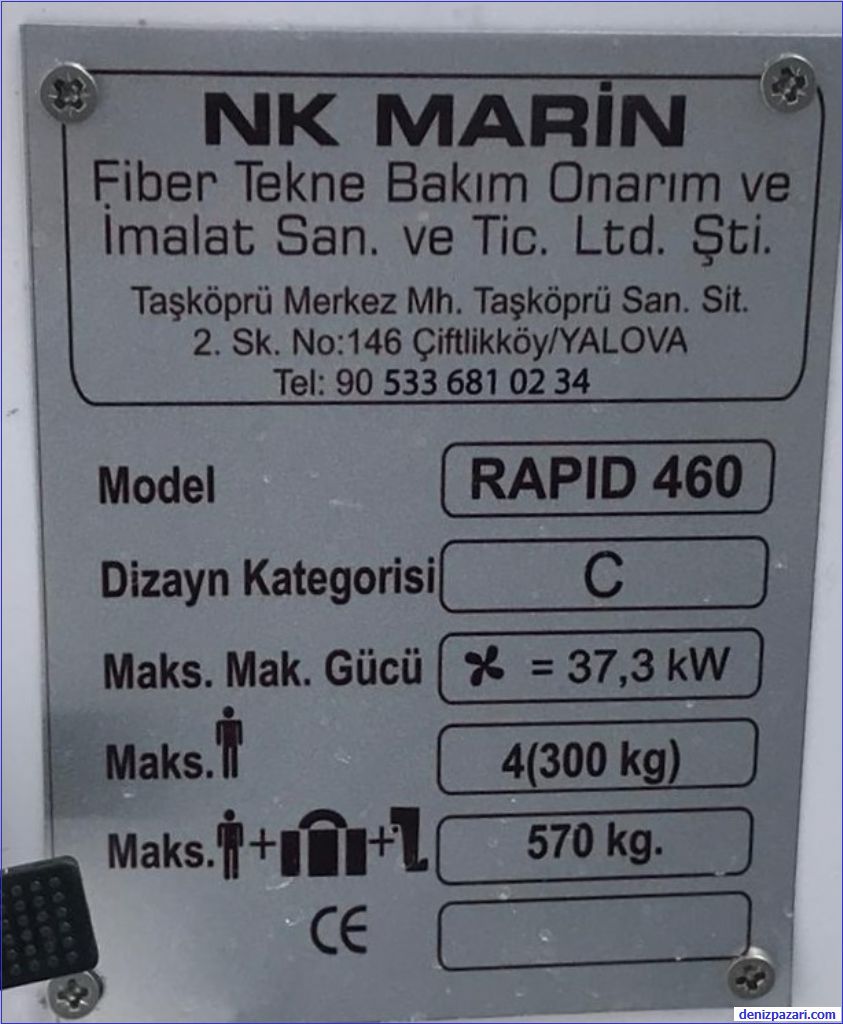 NK MARİN
Fiber Tekne Bakım Onarım ve
İmalat San. ve Tic. Ltd. Şti.
Taşköprü Merkez Mh. Taşköprü San. Sit.
2. Sk. No:146 Çiftlikköy/YALOVA
Tel: 90 533 681 02 34
Model RAPID 460
Dizayn Kategorisi C
Maks. Mak. Gücü = 37,3 kW
Maks. 4(300 kg)
Maks. + + 570 kg.
CE
denizpazari.com